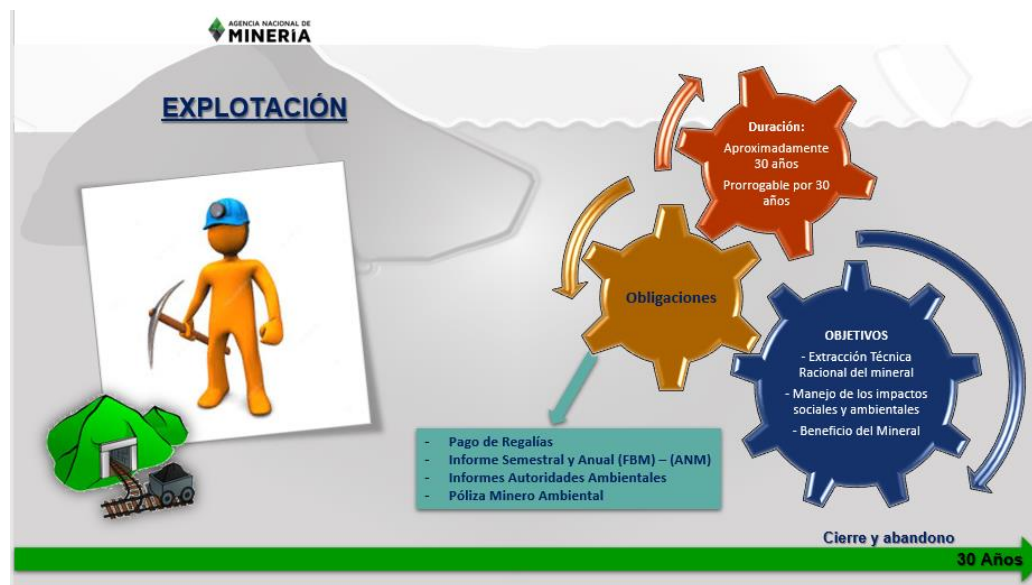 AGENCIA NACIONAL DE
MINERÍA
EXPLOTACIÓN
Duración:
Aproximadamente
30 años
Prorrogable por 30
años
Obligaciones
OBJETIVOS
- Extracción Técnica
Racional del mineral
- Manejo de los impactos
sociales y ambientales
- Beneficio del Mineral
- Pago de Regalías
- Informe Semestral y Anual (FBM) – (ANM)
- Informes Autoridades Ambientales
- Póliza Minero Ambiental
Cierre y abandono
30 Años